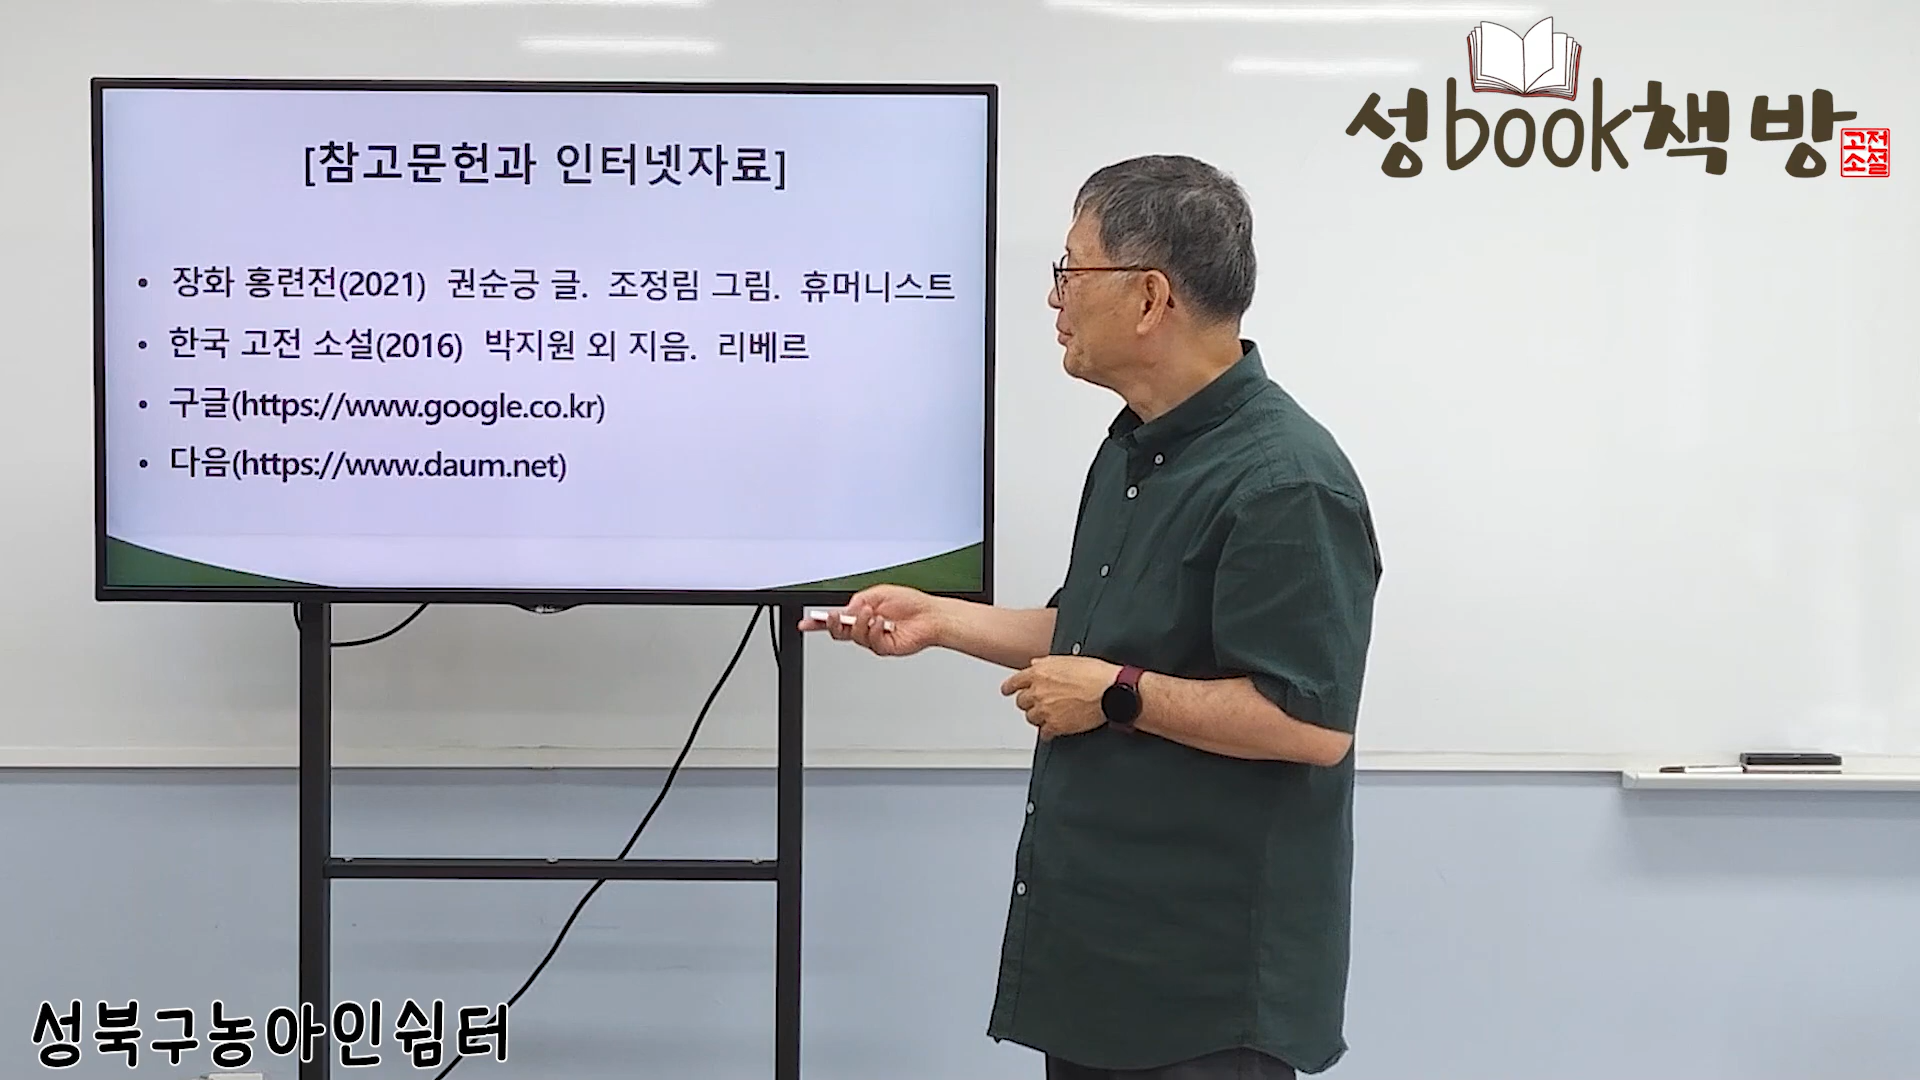 성book책방
고전
소설
[참고문헌과 인터넷자료]
• 장화 홍련전(2021) 권순긍 글. 조정림 그림. 휴머니스트
• 한국 고전 소설(2016) 박지원 외 지음. 리베르
• 구글(https://www.google.co.kr)
• 다음(https://www.daum.net)
성북구농아인쉼터